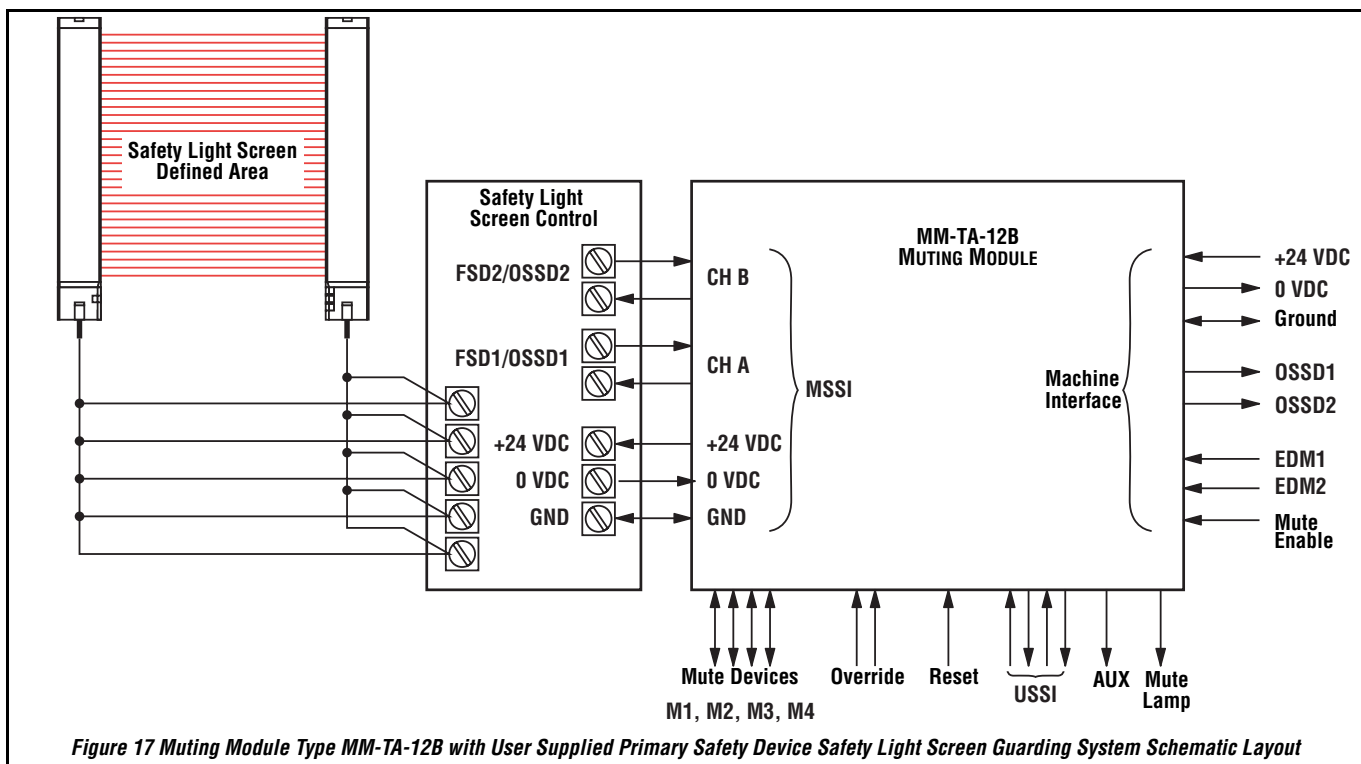 Safety Light Screen
Defined Area
Safety Light
Screen Control
FSD2/OSSD2
FSD1/OSSD1
+24 VDC
0 VDC
GND
MM-TA-12B
MUTING MODULE
CH B
CH A
MSSI
+24 VDC
0 VDC
GND
Machine
Interface
+24 VDC
0 VDC
Ground
OSSD1
OSSD2
EDM1
EDM2
Mute
Enable
Mute Devices
M1, M2, M3, M4
Override
Reset
USSI
AUX
Mute
Lamp
Figure 17 Muting Module Type MM-TA-12B with User Supplied Primary Safety Device Safety Light Screen Guarding System Schematic Layout